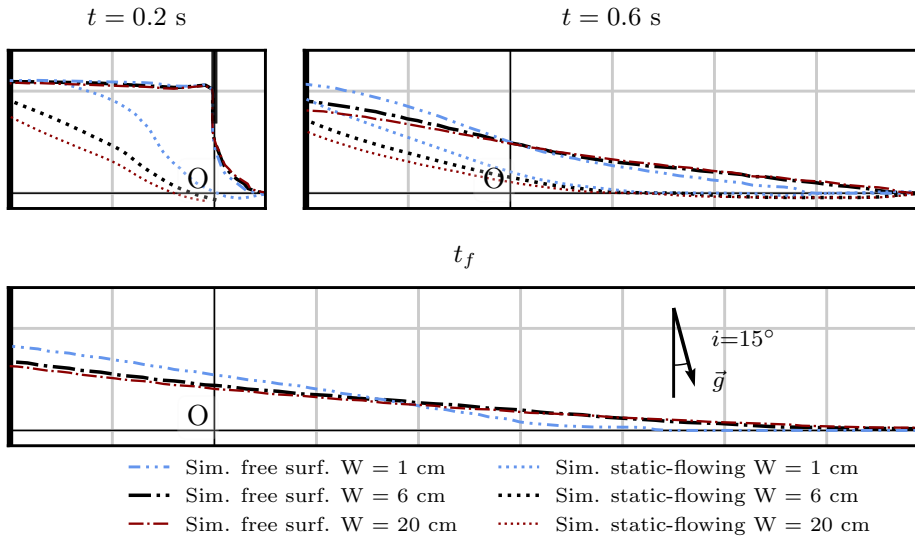 t = 0.2 s
t = 0.6 s
O
O
t_f
i=15°
g⃗
O
Sim. free surf. W = 1 cm
Sim. static-flowing W = 1 cm
Sim. free surf. W = 6 cm
Sim. static-flowing W = 6 cm
Sim. free surf. W = 20 cm
Sim. static-flowing W = 20 cm